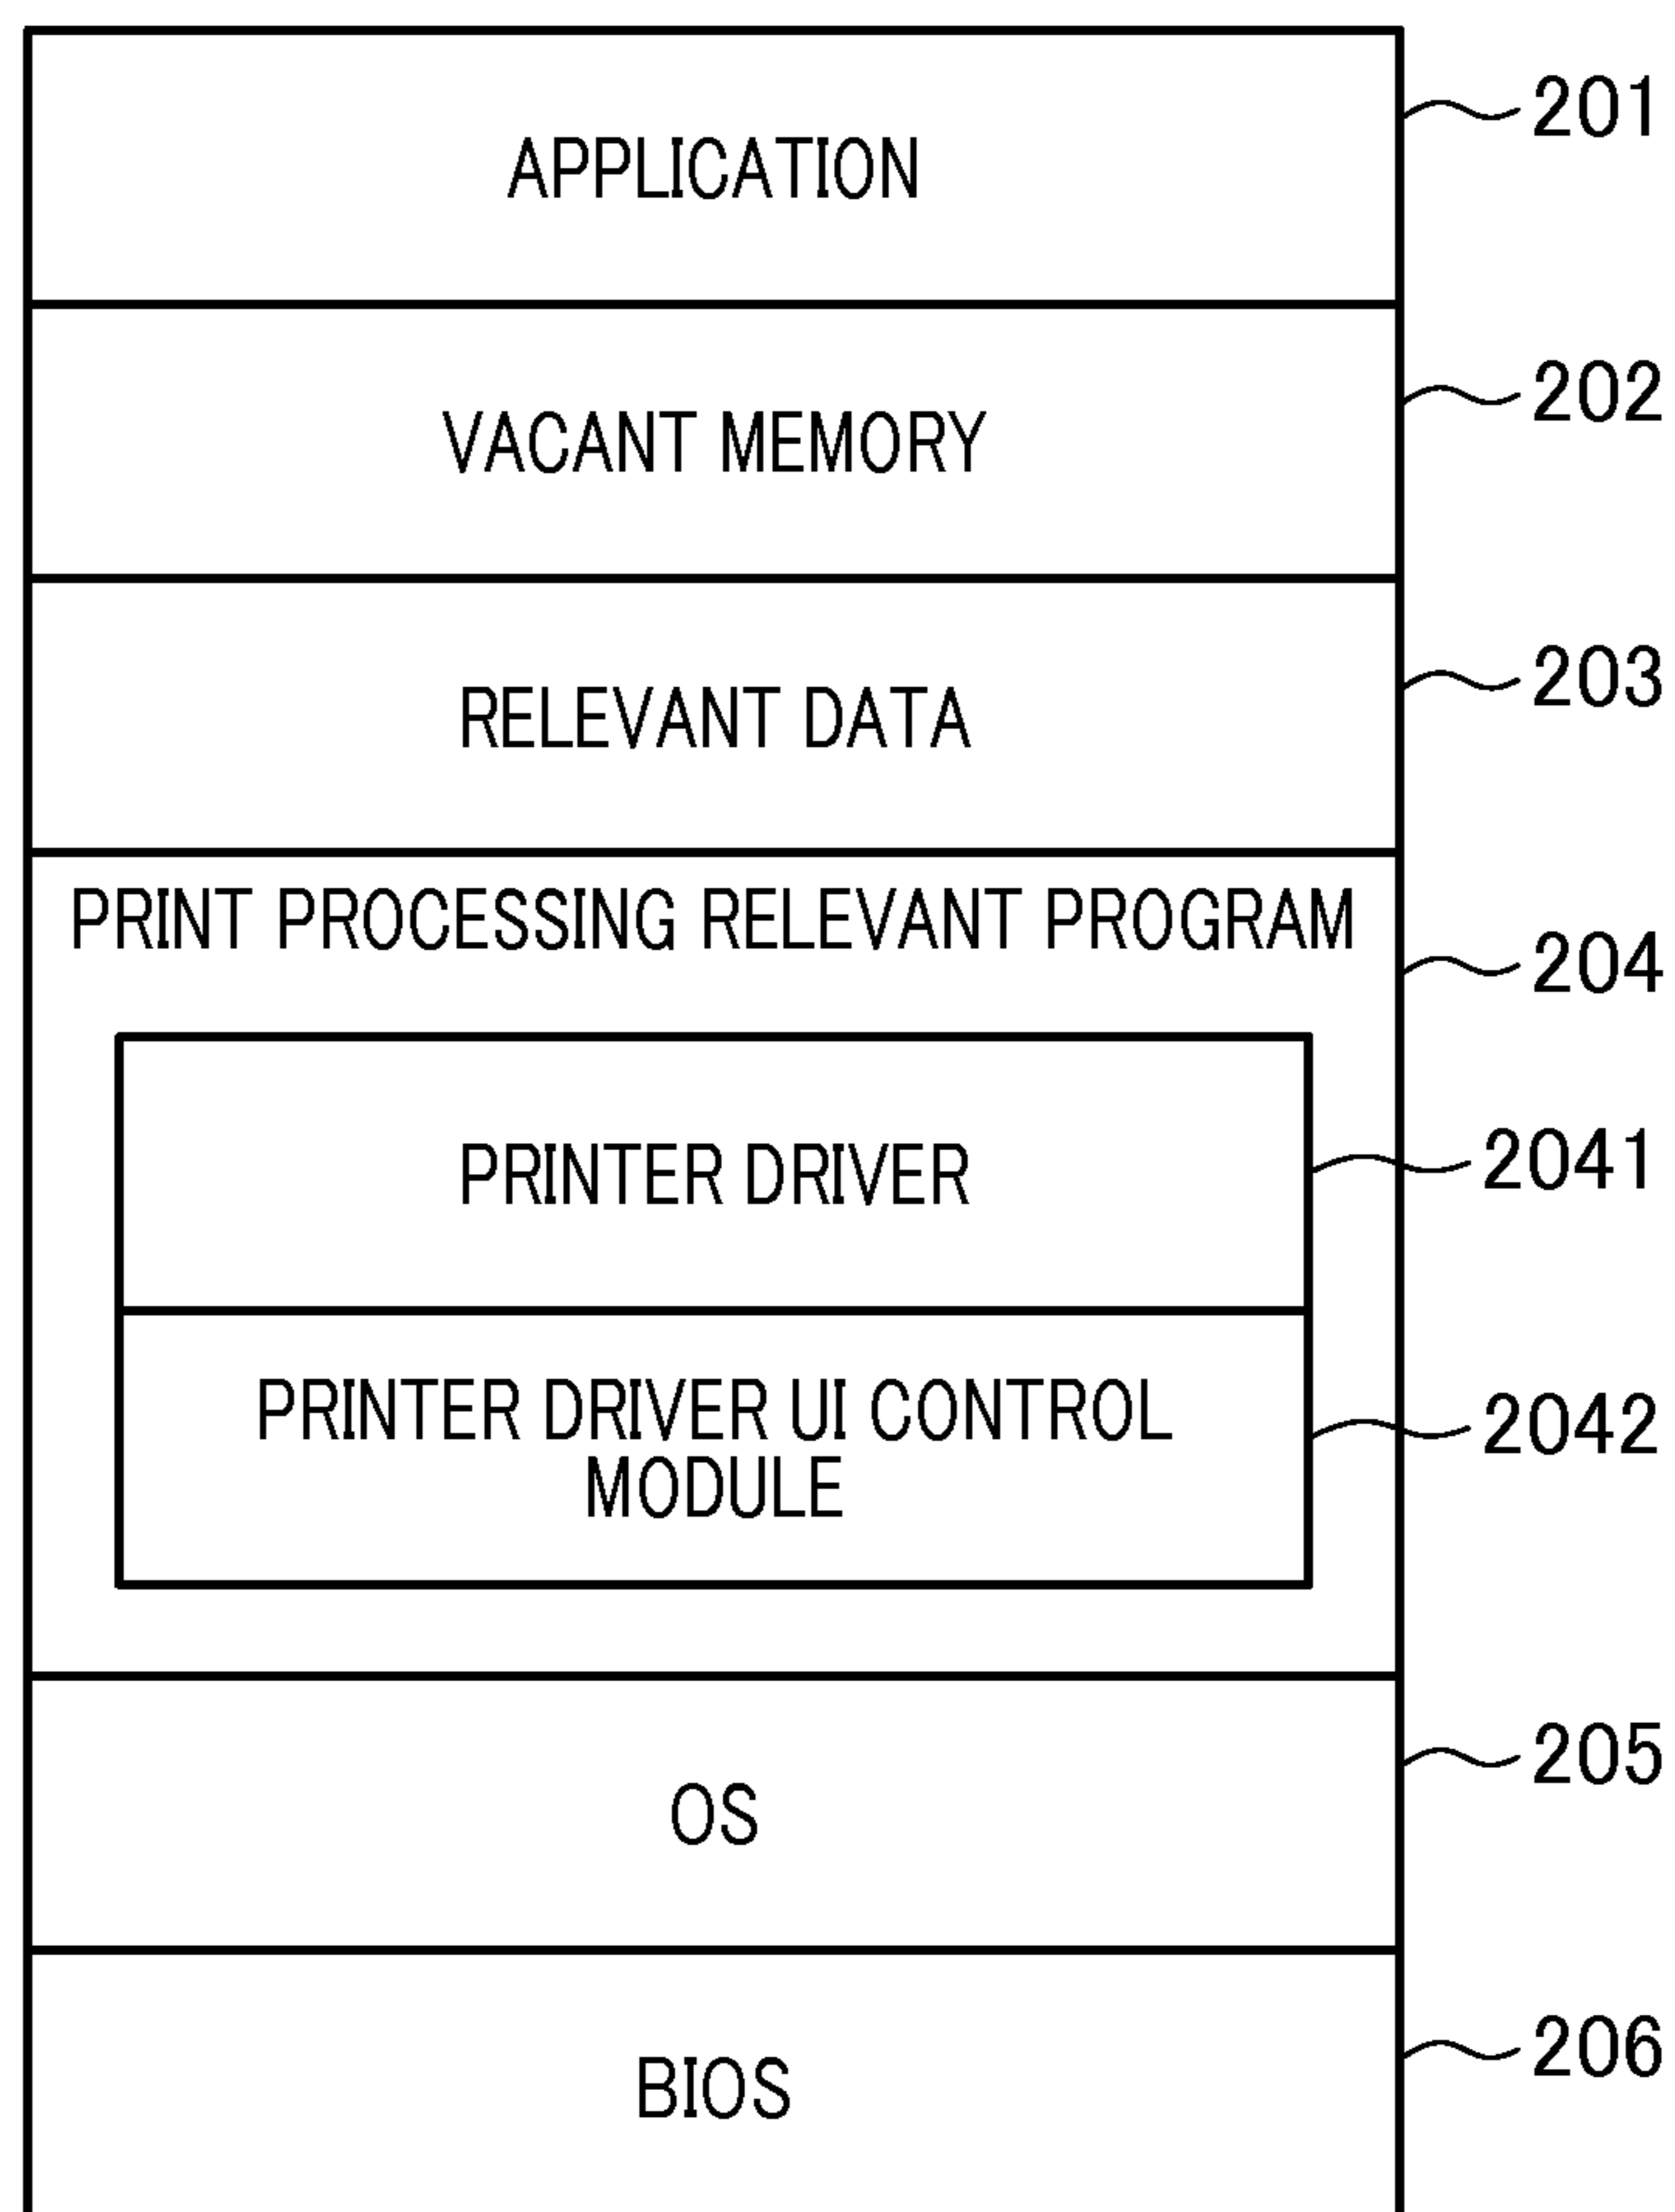 APPLICATION
201
VACANT MEMORY
202
RELEVANT DATA
203
PRINT PROCESSING RELEVANT PROGRAM
204
PRINTER DRIVER
2041
PRINTER DRIVER UI CONTROL
MODULE
2042
OS
205
BIOS
206